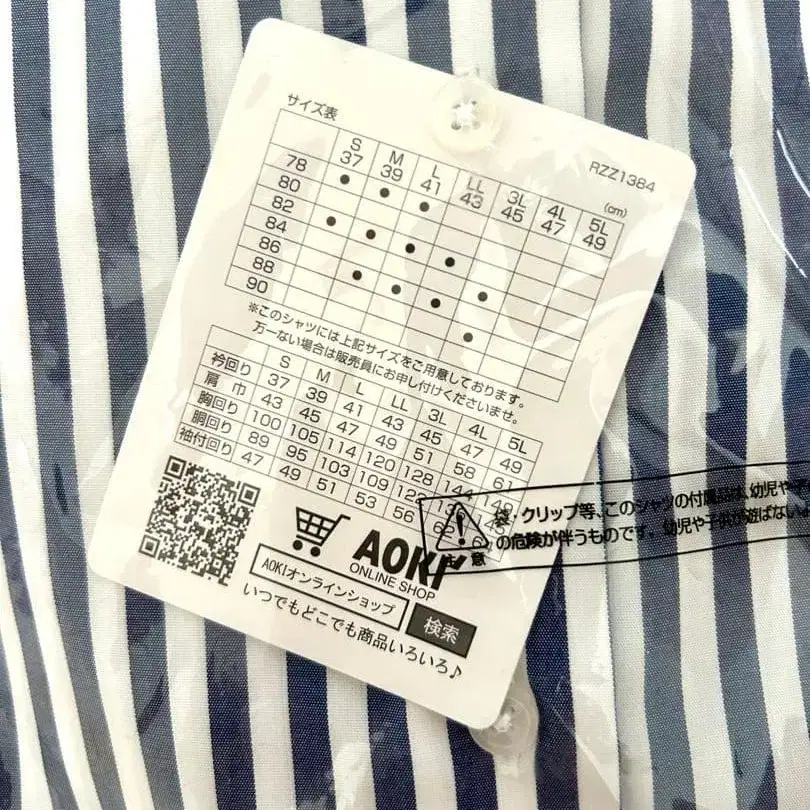 サイズ表
RZZ1384
(cm)
S M L LL 3L 4L 5L
37 39 41 43 45 47 49
78
80
82
84
86
88
90
※このシャツには上記サイズをご用意しております。
万一ない場合は販売員にお申し付けくださいませ。
S M L LL 3L 4L 5L
衿回り 37 39 41 43 45 47 49
肩巾 43 45 47 49 51 58 61
胸回り 100 105 114 120 128 144
胴回り 89 95 103 109
袖付回り 47 49 51 53 56
AOKI
ONLINE SHOP
AOKIオンラインショップ 検索
いつでもどこでも商品いろいろ♪
袋・クリップ等、このシャツの付属品は、幼児や
の危険が伴うものです。幼児や子供が遊ばない
注意